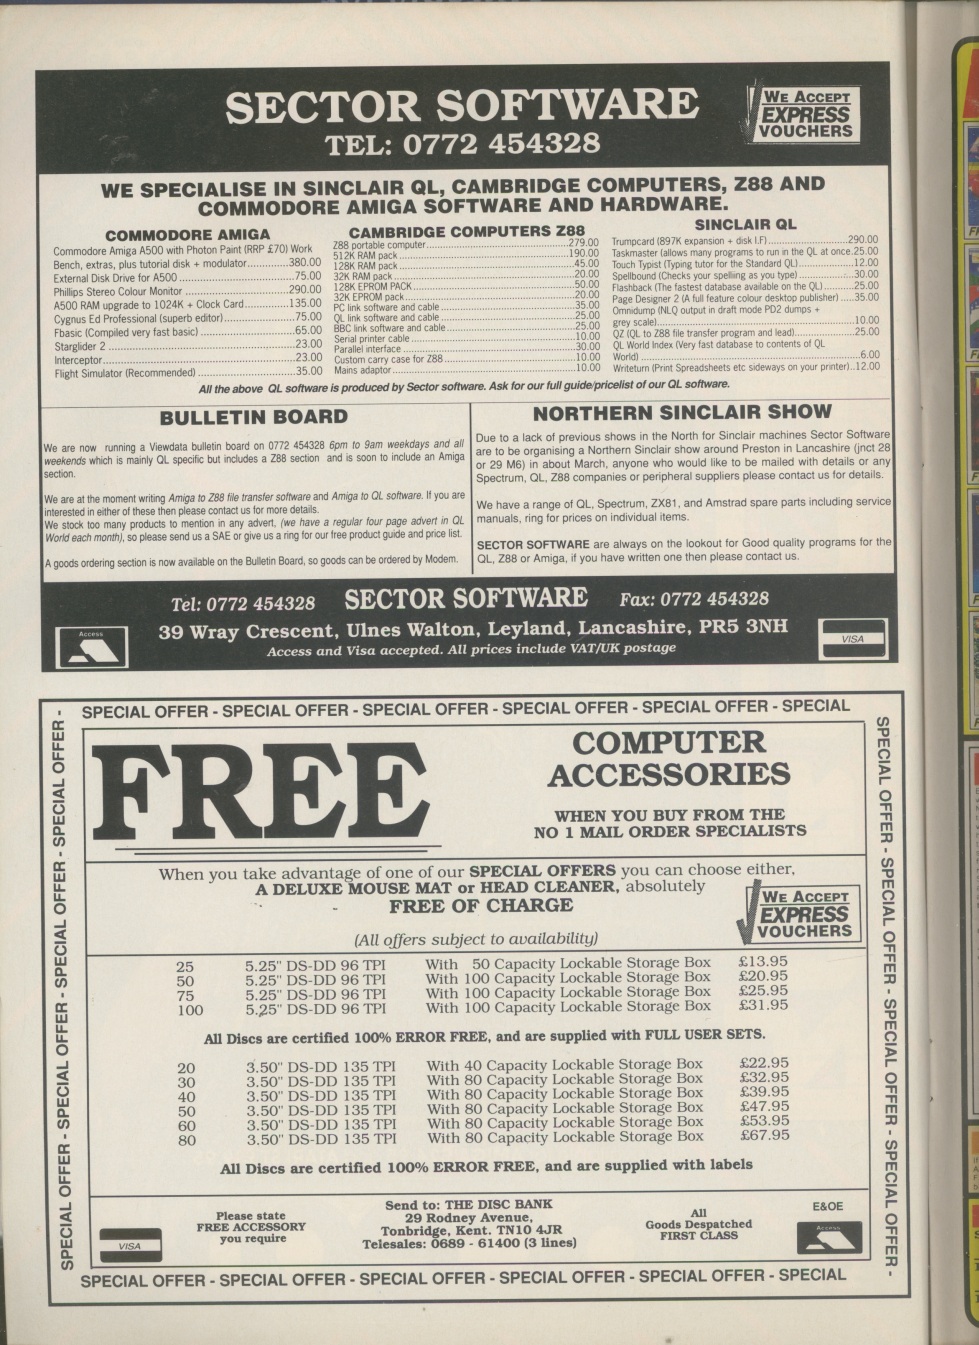 SECTOR SOFTWARE
TEL: 0772 454328
WE ACCEPT
EXPRESS
VOUCHERS
WE SPECIALISE IN SINCLAIR QL, CAMBRIDGE COMPUTERS, Z88 AND
COMMODORE AMIGA SOFTWARE AND HARDWARE.
COMMODORE AMIGA
Commodore Amiga A500 with Photon Paint (RRP £70) Work
Bench, extras, plus tutorial disk + modulator...............380.00
External Disk Drive for A500.......................................75.00
Phillips Stereo Colour Monitor ..................................290.00
A500 RAM upgrade to 1024K + Clock Card...............135.00
Cygnus Ed Professional (superb editor)........................75.00
Fbasic (Compiled very fast basic) ................................65.00
Starglider 2 ..................................................................23.00
Interceptor....................................................................23.00
Flight Simulator (Recommended) .................................35.00
CAMBRIDGE COMPUTERS Z88
Z88 portable computer............................................279.00
512K RAM pack ......................................................190.00
128K RAM pack ........................................................45.00
32K RAM pack ..........................................................20.00
128K EPROM PACK...................................................50.00
32K EPROM pack.......................................................20.00
PC link software and cable..........................................35.00
QL link software and cable..........................................25.00
BBC link software and cable........................................25.00
Serial printer cable ......................................................10.00
Parallel interface ..........................................................30.00
Custom carry case for Z88...........................................10.00
Mains adaptor..............................................................10.00
SINCLAIR QL
Trumpcard (897K expansion + disk I.F)......................290.00
Taskmaster (allows many programs to run in the QL at once.25.00
Touch Typist (Typing tutor for the Standard QL)...............12.00
Spellbound (Checks your spelling as you type) ................30.00
Flashback (The fastest database available on the QL).........25.00
Page Designer 2 (A full feature colour desktop publisher) .....35.00
Omnidump (NLQ output in draft mode PD2 dumps +
grey scale)....................................................................10.00
QZ (QL to Z88 file transfer program and lead)..................25.00
QL World Index (Very fast database to contents of QL
World) ..........................................................................6.00
Writeturn (Print Spreadsheets etc sideways on your printer)..12.00
All the above QL software is produced by Sector software. Ask for our full guide/pricelist of our QL software.
BULLETIN BOARD
We are now running a Viewdata bulletin board on 0772 454328 6pm to 9am weekdays and all
weekends which is mainly QL specific but includes a Z88 section and is soon to include an Amiga
section.
We are at the moment writing Amiga to Z88 file transfer software and Amiga to QL software. If you are
interested in either of these then please contact us for more details.
We stock too many products to mention in any advert, (we have a regular four page advert in QL
World each month), so please send us a SAE or give us a ring for our free product guide and price list.
A goods ordering section is now available on the Bulletin Board, so goods can be ordered by Modem.
NORTHERN SINCLAIR SHOW
Due to a lack of previous shows in the North for Sinclair machines Sector Software
are to be organising a Northern Sinclair show around Preston in Lancashire (jnct 28
or 29 M6) in about March, anyone who would like to be mailed with details or any
Spectrum, QL, Z88 companies or peripheral suppliers please contact us for details.
We have a range of QL, Spectrum, ZX81, and Amstrad spare parts including service
manuals, ring for prices on individual items.
SECTOR SOFTWARE are always on the lookout for Good quality programs for the
QL, Z88 or Amiga, if you have written one then please contact us.
Tel: 0772 454328 SECTOR SOFTWARE Fax: 0772 454328
39 Wray Crescent, Ulnes Walton, Leyland, Lancashire, PR5 3NH
Access and Visa accepted. All prices include VAT/UK postage
Access
VISA
SPECIAL OFFER - SPECIAL OFFER - SPECIAL OFFER - SPECIAL OFFER - SPECIAL OFFER - SPECIAL
SPECIAL OFFER - SPECIAL OFFER - SPECIAL OFFER - SPECIAL OFFER -
SPECIAL OFFER - SPECIAL OFFER - SPECIAL OFFER - SPECIAL OFFER -
FREE
COMPUTER
ACCESSORIES
WHEN YOU BUY FROM THE
NO 1 MAIL ORDER SPECIALISTS
When you take advantage of one of our SPECIAL OFFERS you can choose either,
A DELUXE MOUSE MAT or HEAD CLEANER, absolutely
FREE OF CHARGE
(All offers subject to availability)
WE ACCEPT
EXPRESS
VOUCHERS
25 5.25" DS-DD 96 TPI With 50 Capacity Lockable Storage Box £13.95
50 5.25" DS-DD 96 TPI With 100 Capacity Lockable Storage Box £20.95
75 5.25" DS-DD 96 TPI With 100 Capacity Lockable Storage Box £25.95
100 5.25" DS-DD 96 TPI With 100 Capacity Lockable Storage Box £31.95
All Discs are certified 100% ERROR FREE, and are supplied with FULL USER SETS.
20 3.50" DS-DD 135 TPI With 40 Capacity Lockable Storage Box £22.95
30 3.50" DS-DD 135 TPI With 80 Capacity Lockable Storage Box £32.95
40 3.50" DS-DD 135 TPI With 80 Capacity Lockable Storage Box £39.95
50 3.50" DS-DD 135 TPI With 80 Capacity Lockable Storage Box £47.95
60 3.50" DS-DD 135 TPI With 80 Capacity Lockable Storage Box £53.95
80 3.50" DS-DD 135 TPI With 80 Capacity Lockable Storage Box £67.95
All Discs are certified 100% ERROR FREE, and are supplied with labels
VISA
Please state
FREE ACCESSORY
you require
Send to: THE DISC BANK
29 Rodney Avenue,
Tonbridge, Kent. TN10 4JR
Telesales: 0689 - 61400 (3 lines)
All
Goods Despatched
FIRST CLASS
E&OE
Access
SPECIAL OFFER - SPECIAL OFFER - SPECIAL OFFER - SPECIAL OFFER - SPECIAL OFFER - SPECIAL